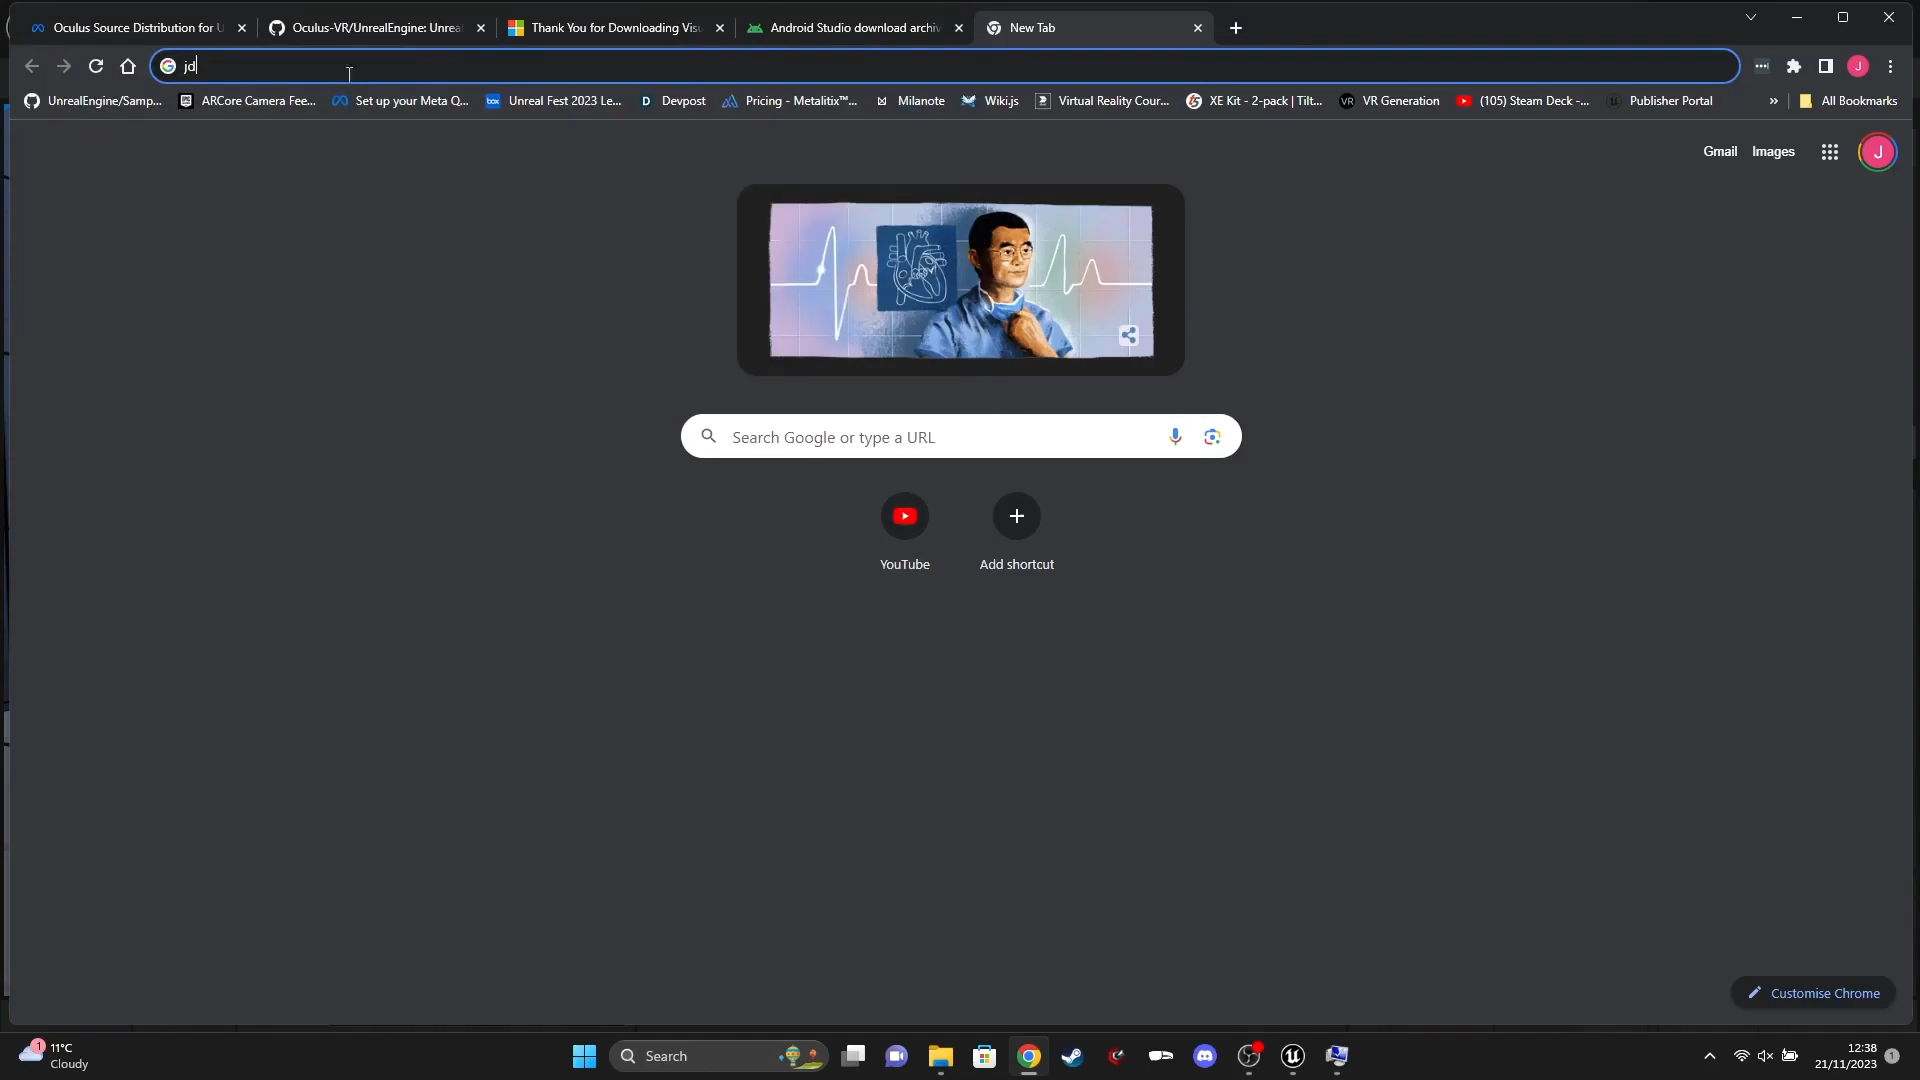 Oculus Source Distribution for U
Oculus-VR/UnrealEngine: Unreal
Thank You for Downloading Visu
Android Studio download archiv
New Tab
jd
J
UnrealEngine/Samp...
ARCore Camera Fee...
Set up your Meta Q...
Unreal Fest 2023 Le...
Devpost
Pricing - Metalitix™...
Milanote
Wiki.js
Virtual Reality Cour...
XE Kit - 2-pack | Tilt...
VR Generation
(105) Steam Deck -...
Publisher Portal
»
All Bookmarks
Gmail
Images
J
Search Google or type a URL
YouTube
Add shortcut
Customise Chrome
1
11°C
Cloudy
Search
12:38
21/11/2023
1